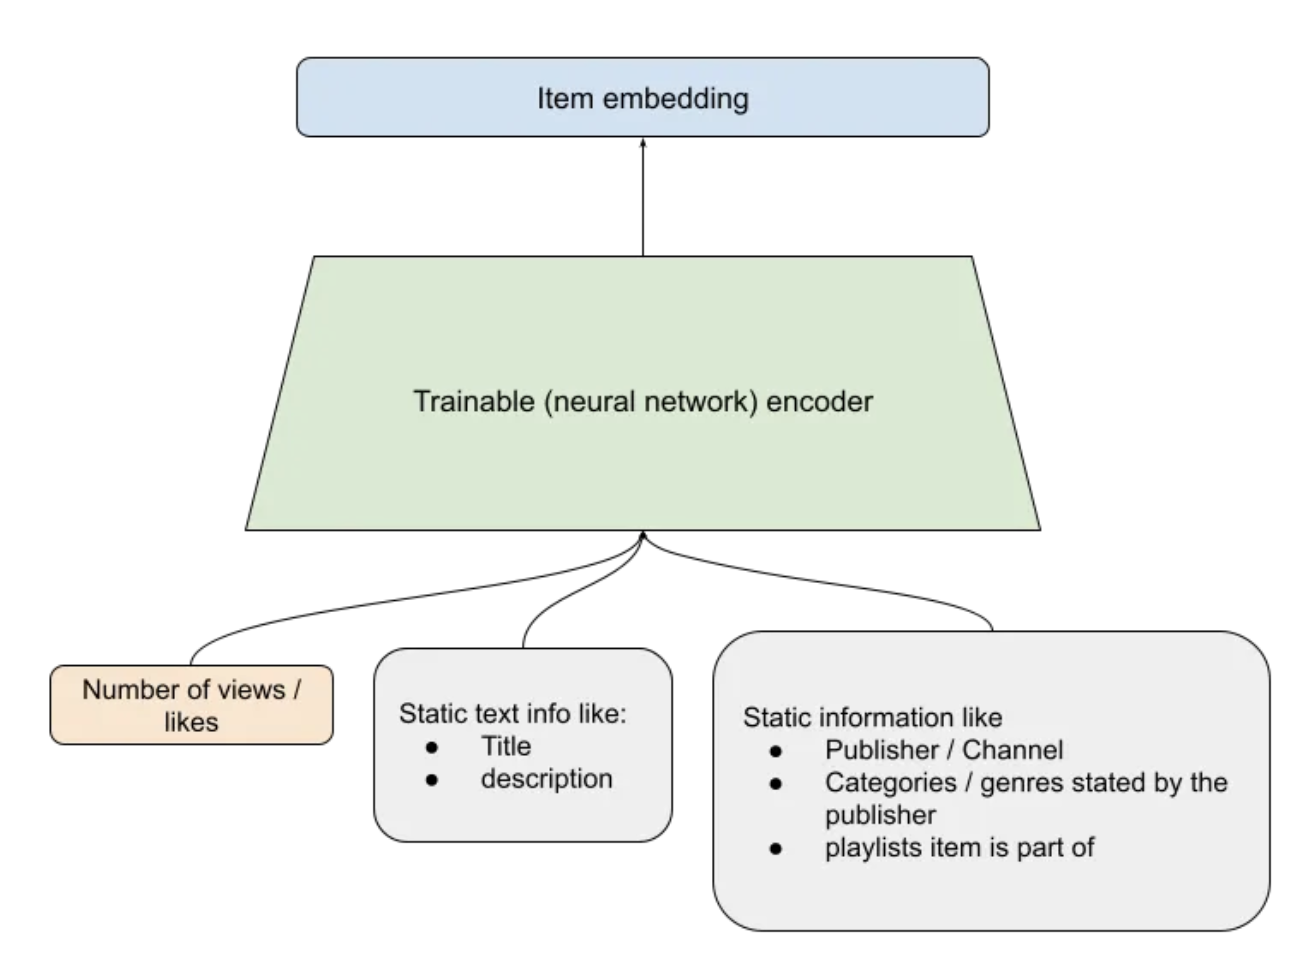 Item embedding
Trainable (neural network) encoder
Number of views /
likes
Static text info like:
● Title
● description
Static information like
● Publisher / Channel
● Categories / genres stated by the
publisher
● playlists item is part of